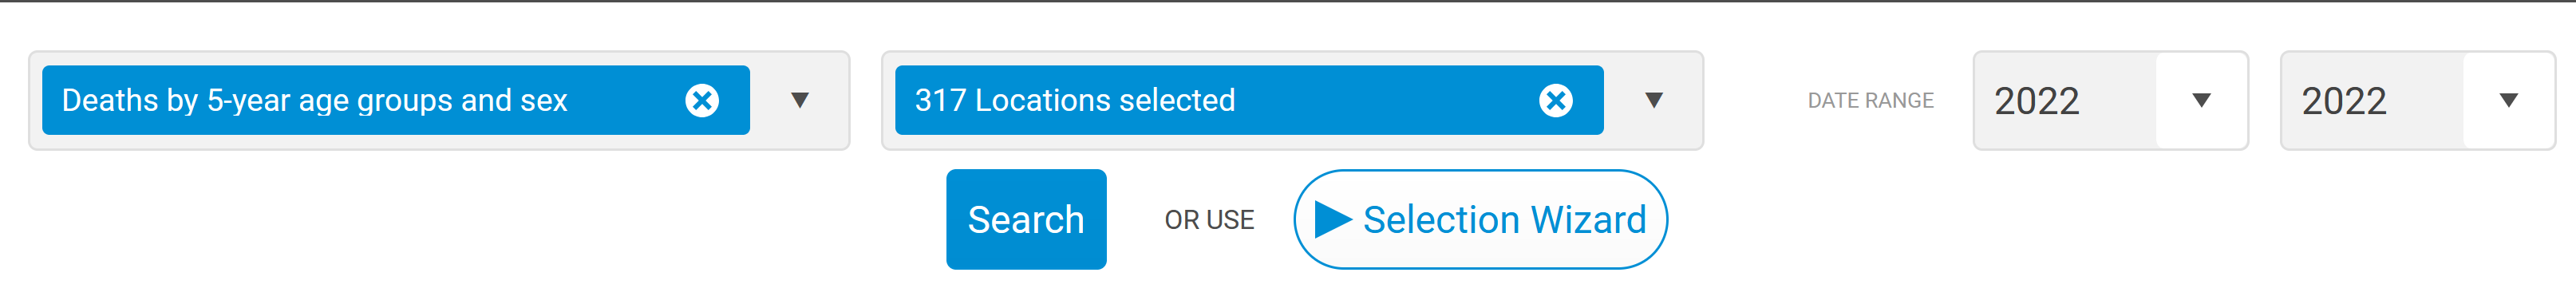 Deaths by 5-year age groups and sex
317 Locations selected
DATE RANGE
2022
2022
Search
OR USE
Selection Wizard